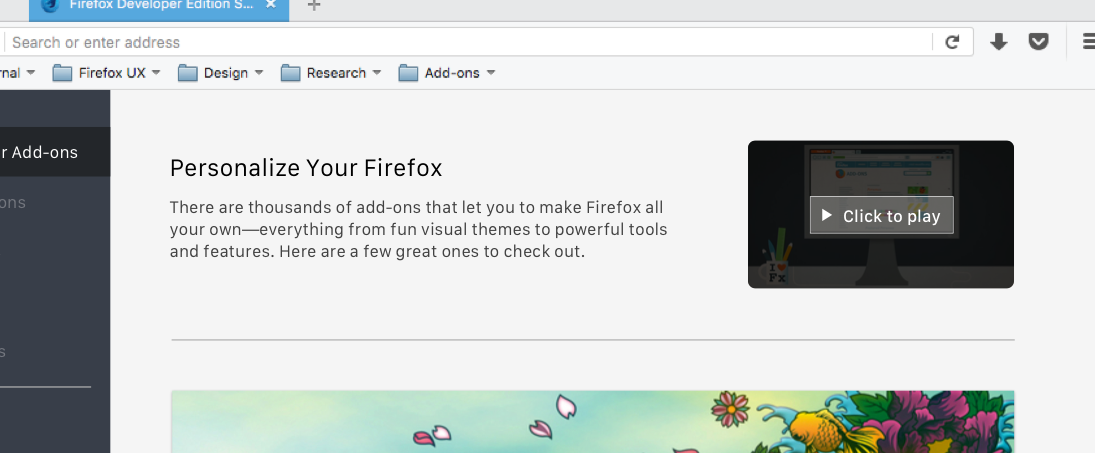 Firefox Developer Edition S...
Search or enter address
Firefox UX
Design
Research
Add-ons
Add-ons
Personalize Your Firefox
There are thousands of add-ons that let you to make Firefox all
your own—everything from fun visual themes to powerful tools
and features. Here are a few great ones to check out.
Click to play
I
Fx